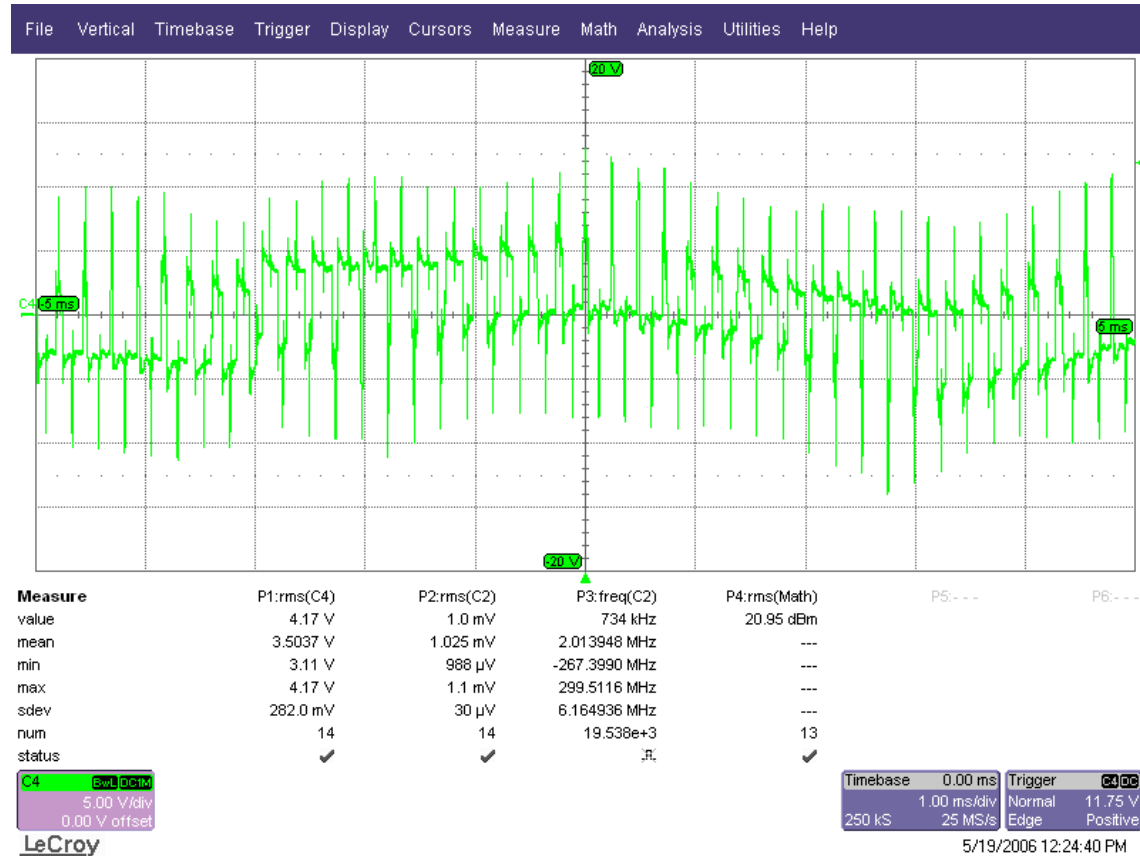 File Vertical Timebase Trigger Display Cursors Measure Math Analysis Utilities Help
20 V
C4 -5 ms
5 ms
-20 V
Measure P1:rms(C4) P2:rms(C2) P3:freq(C2) P4:rms(Math) P5:- - - P6:- - -
value 4.17 V 1.0 mV 734 kHz 20.95 dBm
mean 3.5037 V 1.025 mV 2.013948 MHz ---
min 3.11 V 988 µV -267.3990 MHz ---
max 4.17 V 1.1 mV 299.5116 MHz ---
sdev 282.0 mV 30 µV 6.164936 MHz ---
num 14 14 19.538e+3 13
status
C4 BwL DC1M
5.00 V/div
0.00 V offset
Timebase 0.00 ms
1.00 ms/div
250 kS 25 MS/s
Trigger C4 DC
Normal 11.75 V
Edge Positive
LeCroy
5/19/2006 12:24:40 PM